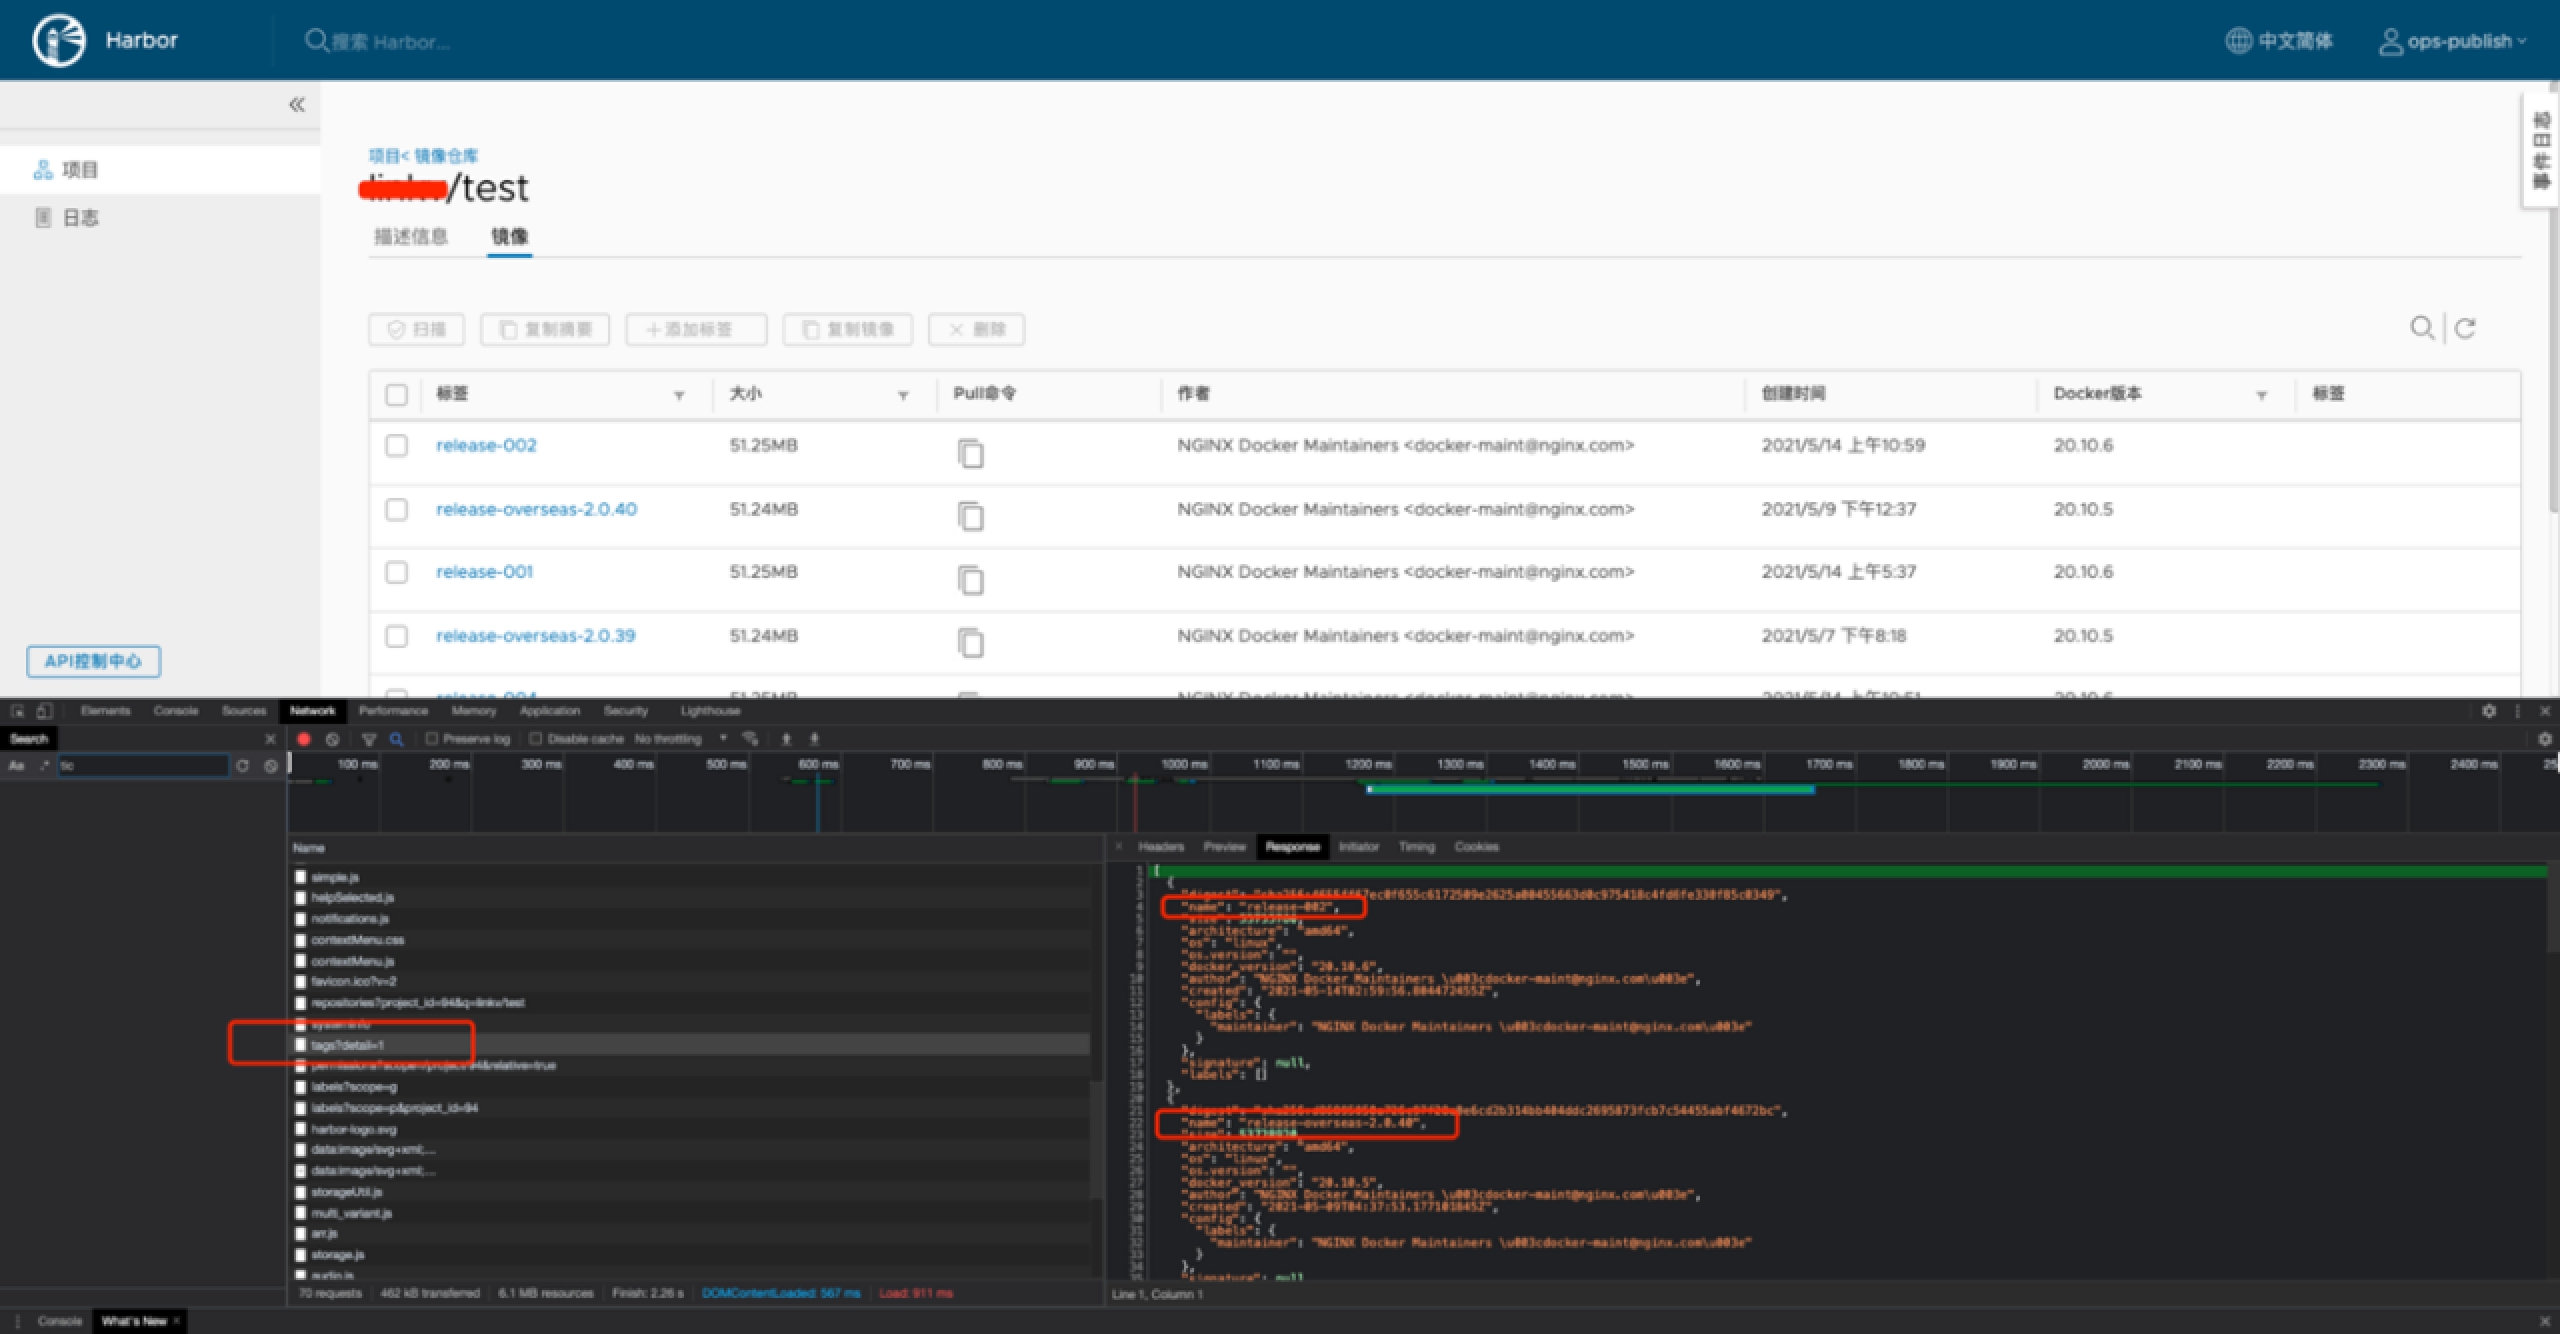 Harbor
搜索 Harbor...
中文简体
ops-publish
事件日志
项目
日志
API控制中心
项目< 镜像仓库
/test
描述信息 镜像
扫描 复制摘要 +添加标签 复制镜像 × 删除
标签 大小 Pull命令 作者 创建时间 Docker版本 标签
release-002 51.25MB NGINX Docker Maintainers <docker-maint@nginx.com> 2021/5/14 上午10:59 20.10.6
release-overseas-2.0.40 51.24MB NGINX Docker Maintainers <docker-maint@nginx.com> 2021/5/9 下午12:37 20.10.5
release-001 51.25MB NGINX Docker Maintainers <docker-maint@nginx.com> 2021/5/14 上午5:37 20.10.6
release-overseas-2.0.39 51.24MB NGINX Docker Maintainers <docker-maint@nginx.com> 2021/5/7 下午8:18 20.10.5
Elements Console Sources Network Performance Memory Application Security Lighthouse
Search
Preserve log Disable cache No throttling
Aa .* tic
100 ms 200 ms 300 ms 400 ms 500 ms 600 ms 700 ms 800 ms 900 ms 1000 ms 1100 ms 1200 ms 1300 ms 1400 ms 1500 ms 1600 ms 1700 ms 1800 ms 1900 ms 2000 ms 2100 ms 2200 ms 2300 ms 2400 ms 25
Name
simple.js
helpSelected.js
notifications.js
contextMenu.css
contextMenu.js
favicon.ico?v=2
repositories?project_id=94&q=linkv/test
systeminfo
tags?detail=1
permissions?scope=/project/94&relative=true
labels?scope=g
labels?scope=p&project_id=94
harbor-logo.svg
data:image/svg+xml;...
data:image/svg+xml;...
storageUtil.js
multi_variant.js
arr.js
storage.js
70 requests 462 kB transferred 6.1 MB resources Finish: 2.26 s DOMContentLoaded: 567 ms Load: 911 ms
Headers Preview Response Initiator Timing Cookies
[
{
"name": "release-002",
"architecture": "amd64",
"os": "linux",
"os.version": "",
"docker_version": "20.10.6",
"author": "NGINX Docker Maintainers \u003cdocker-maint@nginx.com\u003e",
"created": "2021-05-14T02:59:56.804472455Z",
"config": {
"labels": {
"maintainer": "NGINX Docker Maintainers \u003cdocker-maint@nginx.com\u003e"
}
},
"signature": null,
"labels": []
},
{
"name": "release-overseas-2.0.40",
"architecture": "amd64",
"os": "linux",
"os.version": "",
"docker_version": "20.10.5",
"author": "NGINX Docker Maintainers \u003cdocker-maint@nginx.com\u003e",
"created": "2021-05-09T04:37:53.177101845Z",
"config": {
"labels": {
"maintainer": "NGINX Docker Maintainers \u003cdocker-maint@nginx.com\u003e"
}
},
"signature": null
Line 1, Column 1
Console What's New ×